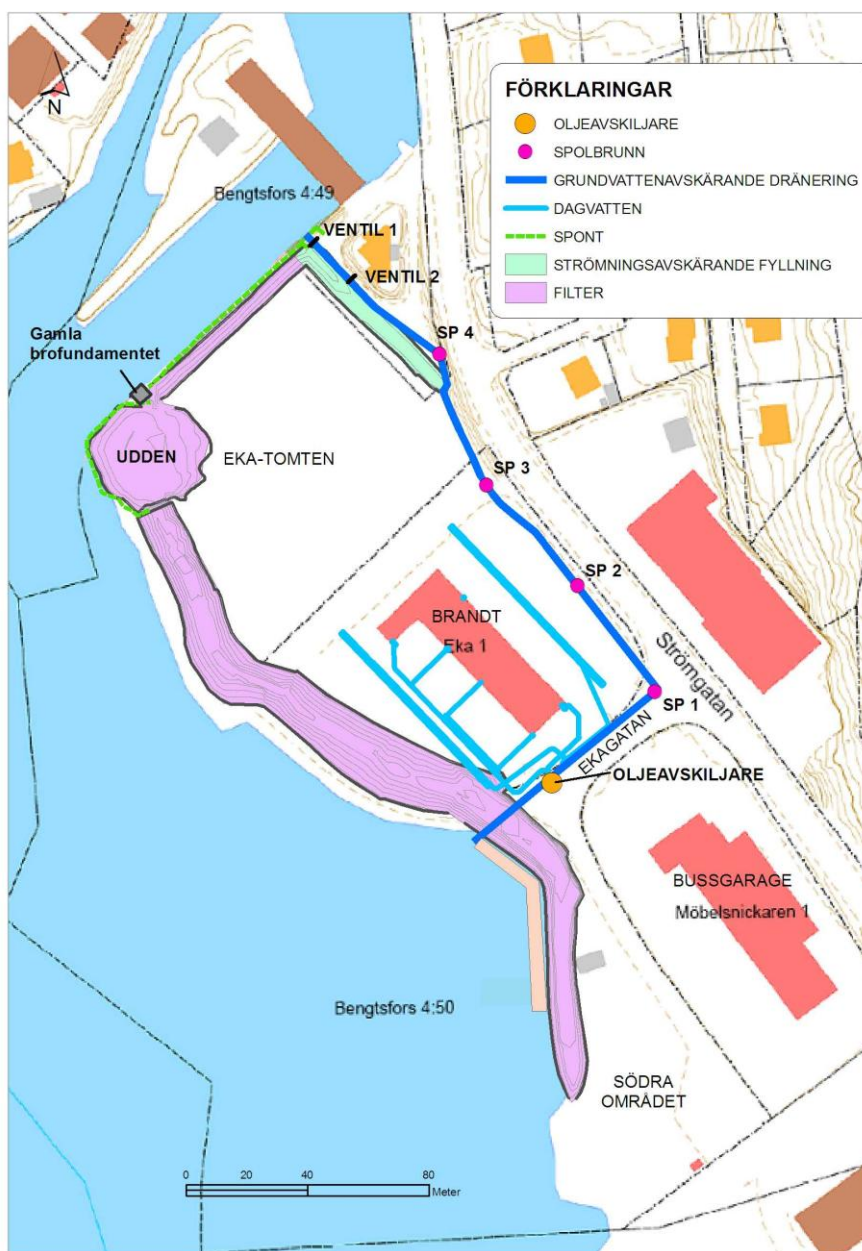 N
FÖRKLARINGAR
OLJEAVSKILJARE
SPOLBRUNN
GRUNDVATTENAVSKÄRANDE DRÄNERING
DAGVATTEN
SPONT
STRÖMNINGSAVSKÄRANDE FYLLNING
FILTER
Bengtsfors 4:49
VENTIL 1
VENTIL 2
Gamla
brofundamentet
SP 4
UDDEN
EKA-TOMTEN
SP 3
SP 2
BRANDT
Eka 1
Strömgatan
SP 1
EKAGATAN
OLJEAVSKILJARE
BUSSGARAGE
Möbelsnickaren 1
Bengtsfors 4:50
SÖDRA
OMRÅDET
0 20 40 80
Meter